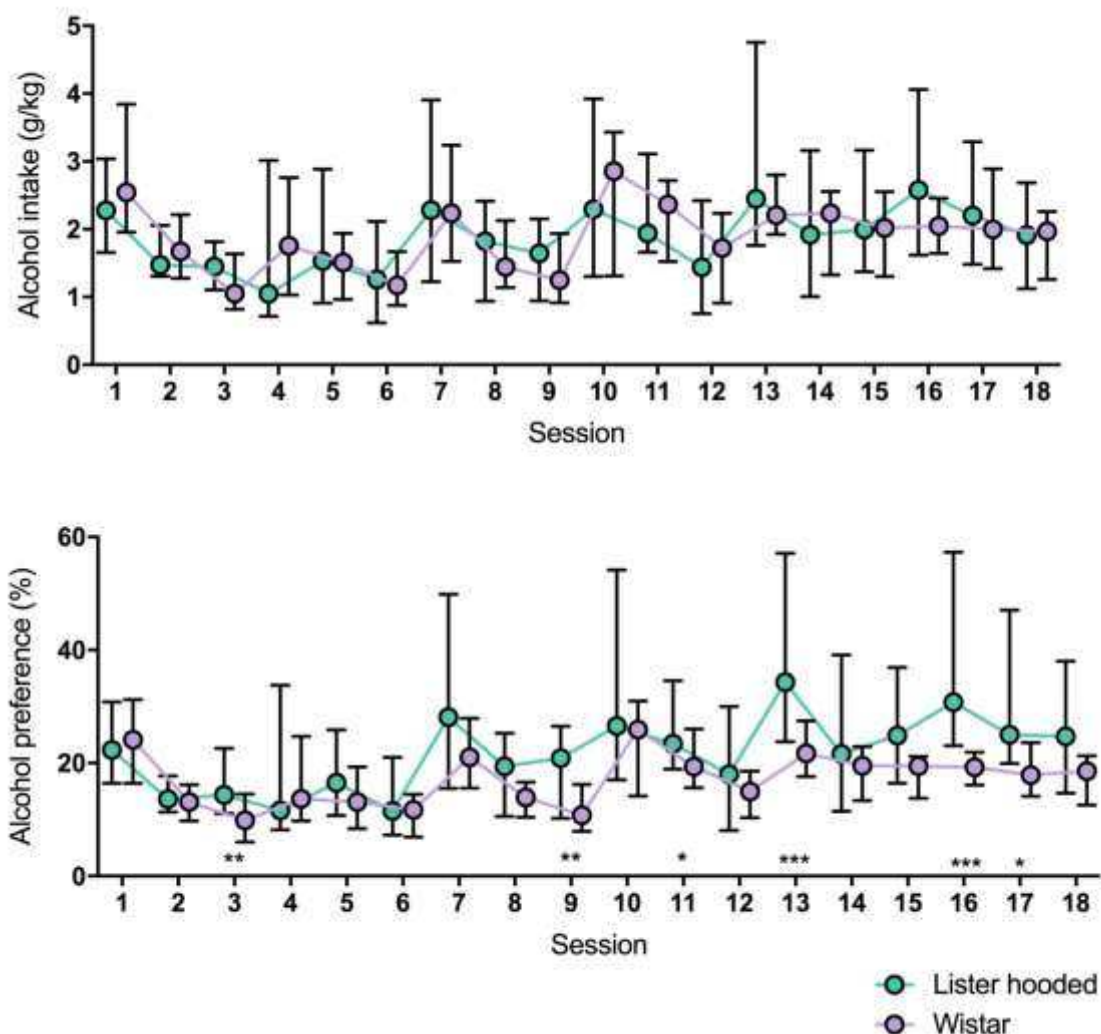 Alcohol intake (g/kg)
5
4
3
2
1
0
1 2 3 4 5 6 7 8 9 10 11 12 13 14 15 16 17 18
Session
Alcohol preference (%)
60
40
20
0
** ** * *** *** *
1 2 3 4 5 6 7 8 9 10 11 12 13 14 15 16 17 18
Session
Lister hooded
Wistar